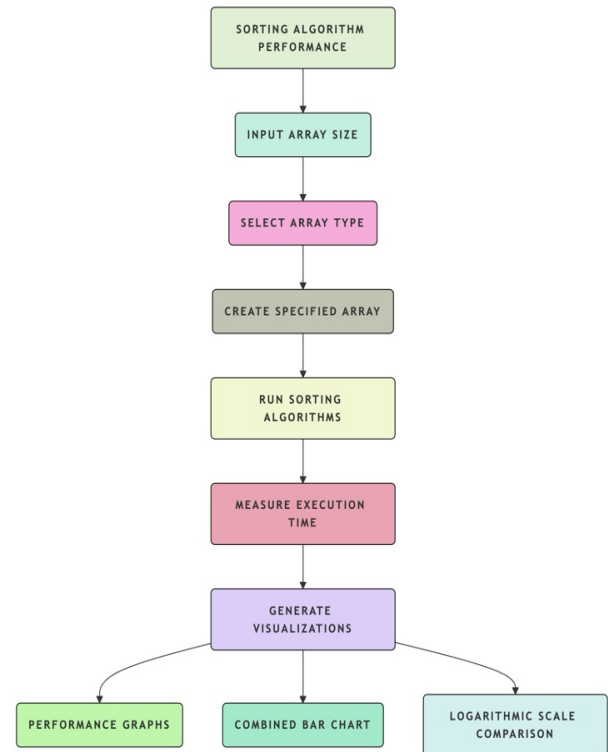 SORTING ALGORITHM
PERFORMANCE
INPUT ARRAY SIZE
SELECT ARRAY TYPE
CREATE SPECIFIED ARRAY
RUN SORTING
ALGORITHMS
MEASURE EXECUTION
TIME
GENERATE
VISUALIZATIONS
PERFORMANCE GRAPHS
COMBINED BAR CHART
LOGARITHMIC SCALE
COMPARISON